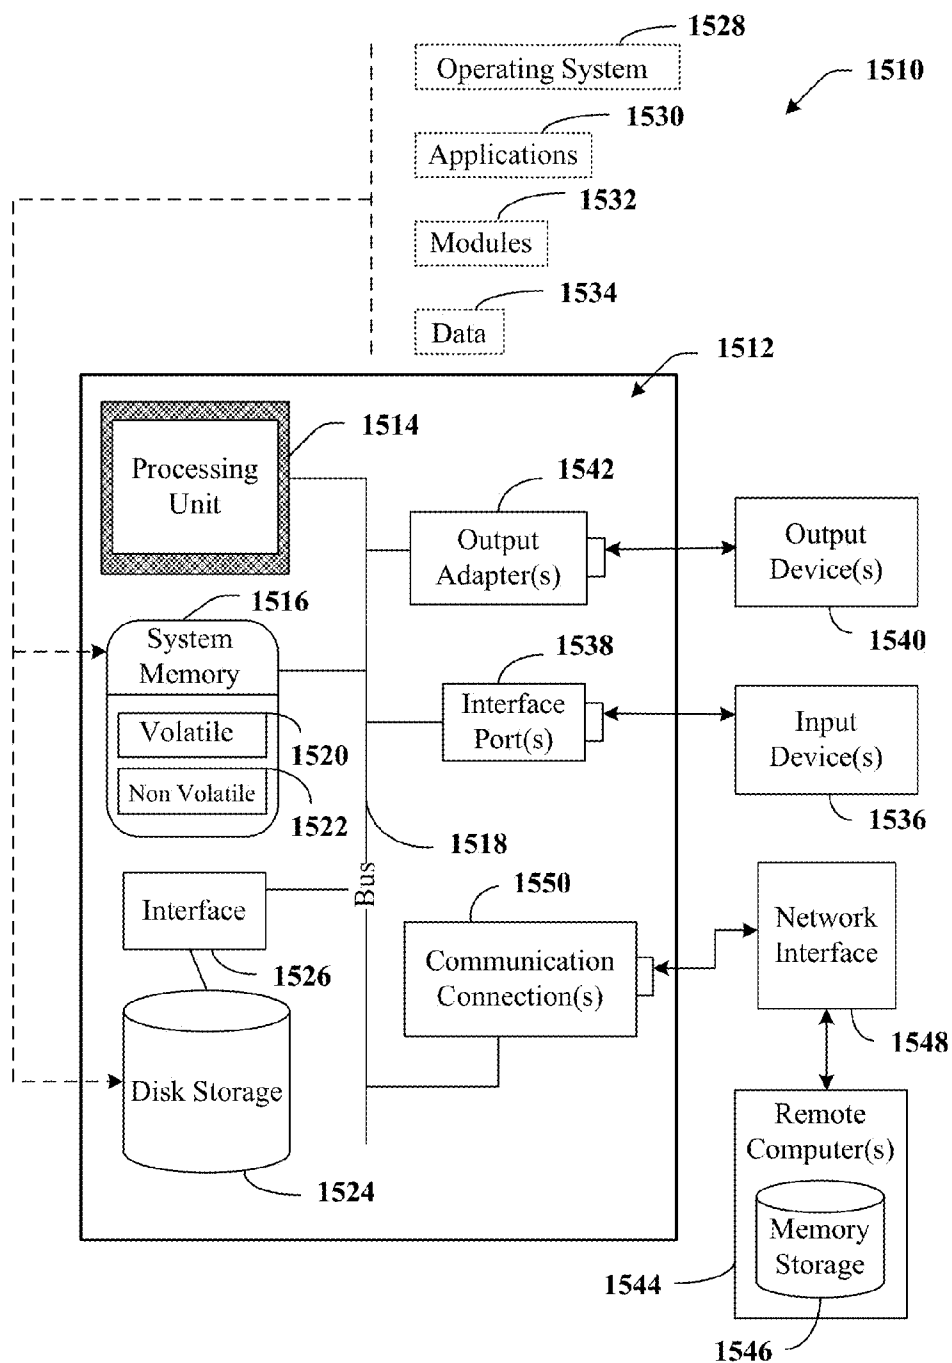 1528
Operating System
1510
1530
Applications
1532
Modules
1534
Data
1512
1514
Processing
Unit
1542
Output
Adapter(s)
Output
Device(s)
1540
1516
System
Memory
Volatile
1520
Non Volatile
1522
1538
Interface
Port(s)
Input
Device(s)
1536
1518
Bus
1550
Interface
1526
Communication
Connection(s)
Network
Interface
1548
Disk Storage
1524
Remote
Computer(s)
Memory
Storage
1544
1546